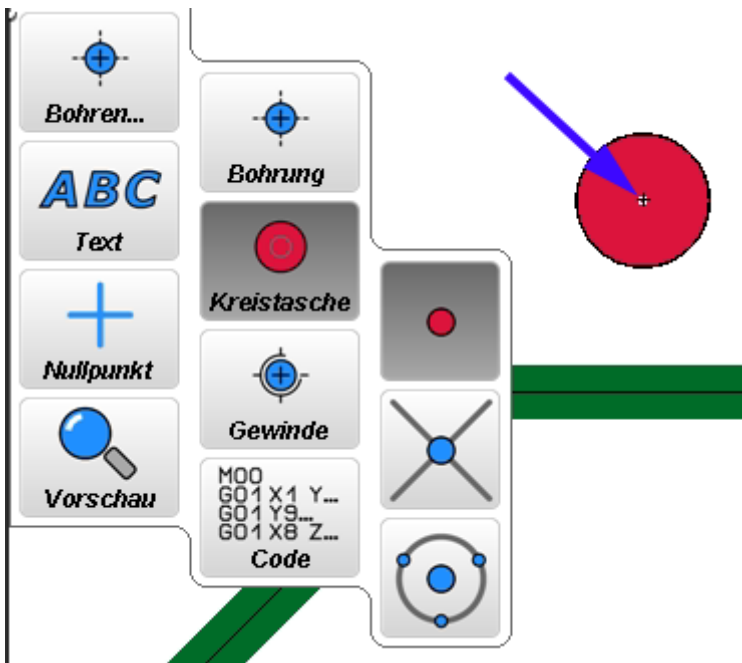 Bohren...
ABC
Text
Nullpunkt
Vorschau
Bohrung
Kreistasche
Gewinde
M00
G01 X1 Y...
G01 Y9...
G01 X8 Z...
Code